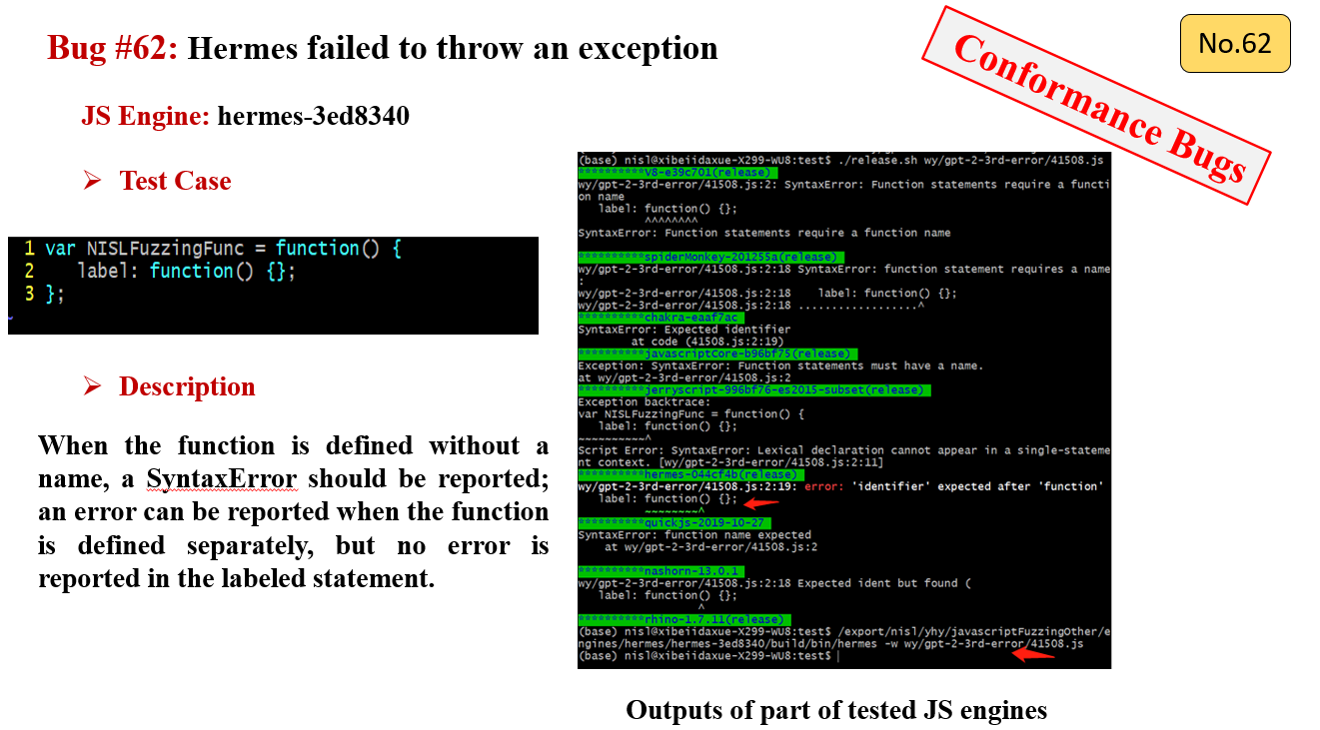 Bug #62: Hermes failed to throw an exception
Conformance Bugs
No.62
JS Engine: hermes-3ed8340
➢ Test Case
1 var NISLFuzzingFunc = function() {
2    label: function() {};
3 };
➢ Description
When the function is defined without a
name, a SyntaxError should be reported;
an error can be reported when the function
is defined separately, but no error is
reported in the labeled statement.
(base) nisl@xibeiidaxue-X299-WU8:test$ ./release.sh wy/gpt-2-3rd-error/41508.js
**********v8-e39c701(release)
wy/gpt-2-3rd-error/41508.js:2: SyntaxError: Function statements require a functi
on name
   label: function() {};
          ^^^^^^^^
SyntaxError: Function statements require a function name
**********spiderMonkey-201255a(release)
wy/gpt-2-3rd-error/41508.js:2:18 SyntaxError: function statement requires a name
:
wy/gpt-2-3rd-error/41508.js:2:18    label: function() {};
wy/gpt-2-3rd-error/41508.js:2:18 ..................^
**********chakra-eaaf7ac
SyntaxError: Expected identifier
        at code (41508.js:2:19)
**********javascriptCore-b96bf75(release)
Exception: SyntaxError: Function statements must have a name.
at wy/gpt-2-3rd-error/41508.js:2
**********jerryscript-996bf76-es2015-subset(release)
Exception backtrace:
var NISLFuzzingFunc = function() {
   label: function() {};
~~~~~~~~~~^
Script Error: SyntaxError: Lexical declaration cannot appear in a single-stateme
nt context. [wy/gpt-2-3rd-error/41508.js:2:11]
**********hermes-044cf4b(release)
wy/gpt-2-3rd-error/41508.js:2:19: error: 'identifier' expected after 'function'
   label: function() {};
          ~~~~~~~~^
**********quickjs-2019-10-27
SyntaxError: function name expected
    at wy/gpt-2-3rd-error/41508.js:2
**********nashorn-13.0.1
wy/gpt-2-3rd-error/41508.js:2:18 Expected ident but found (
   label: function() {};
                  ^
**********rhino-1.7.11(release)
(base) nisl@xibeiidaxue-X299-WU8:test$ /export/nisl/yhy/javascriptFuzzingOther/e
ngines/hermes/hermes-3ed8340/build/bin/hermes -w wy/gpt-2-3rd-error/41508.js
(base) nisl@xibeiidaxue-X299-WU8:test$
Outputs of part of tested JS engines